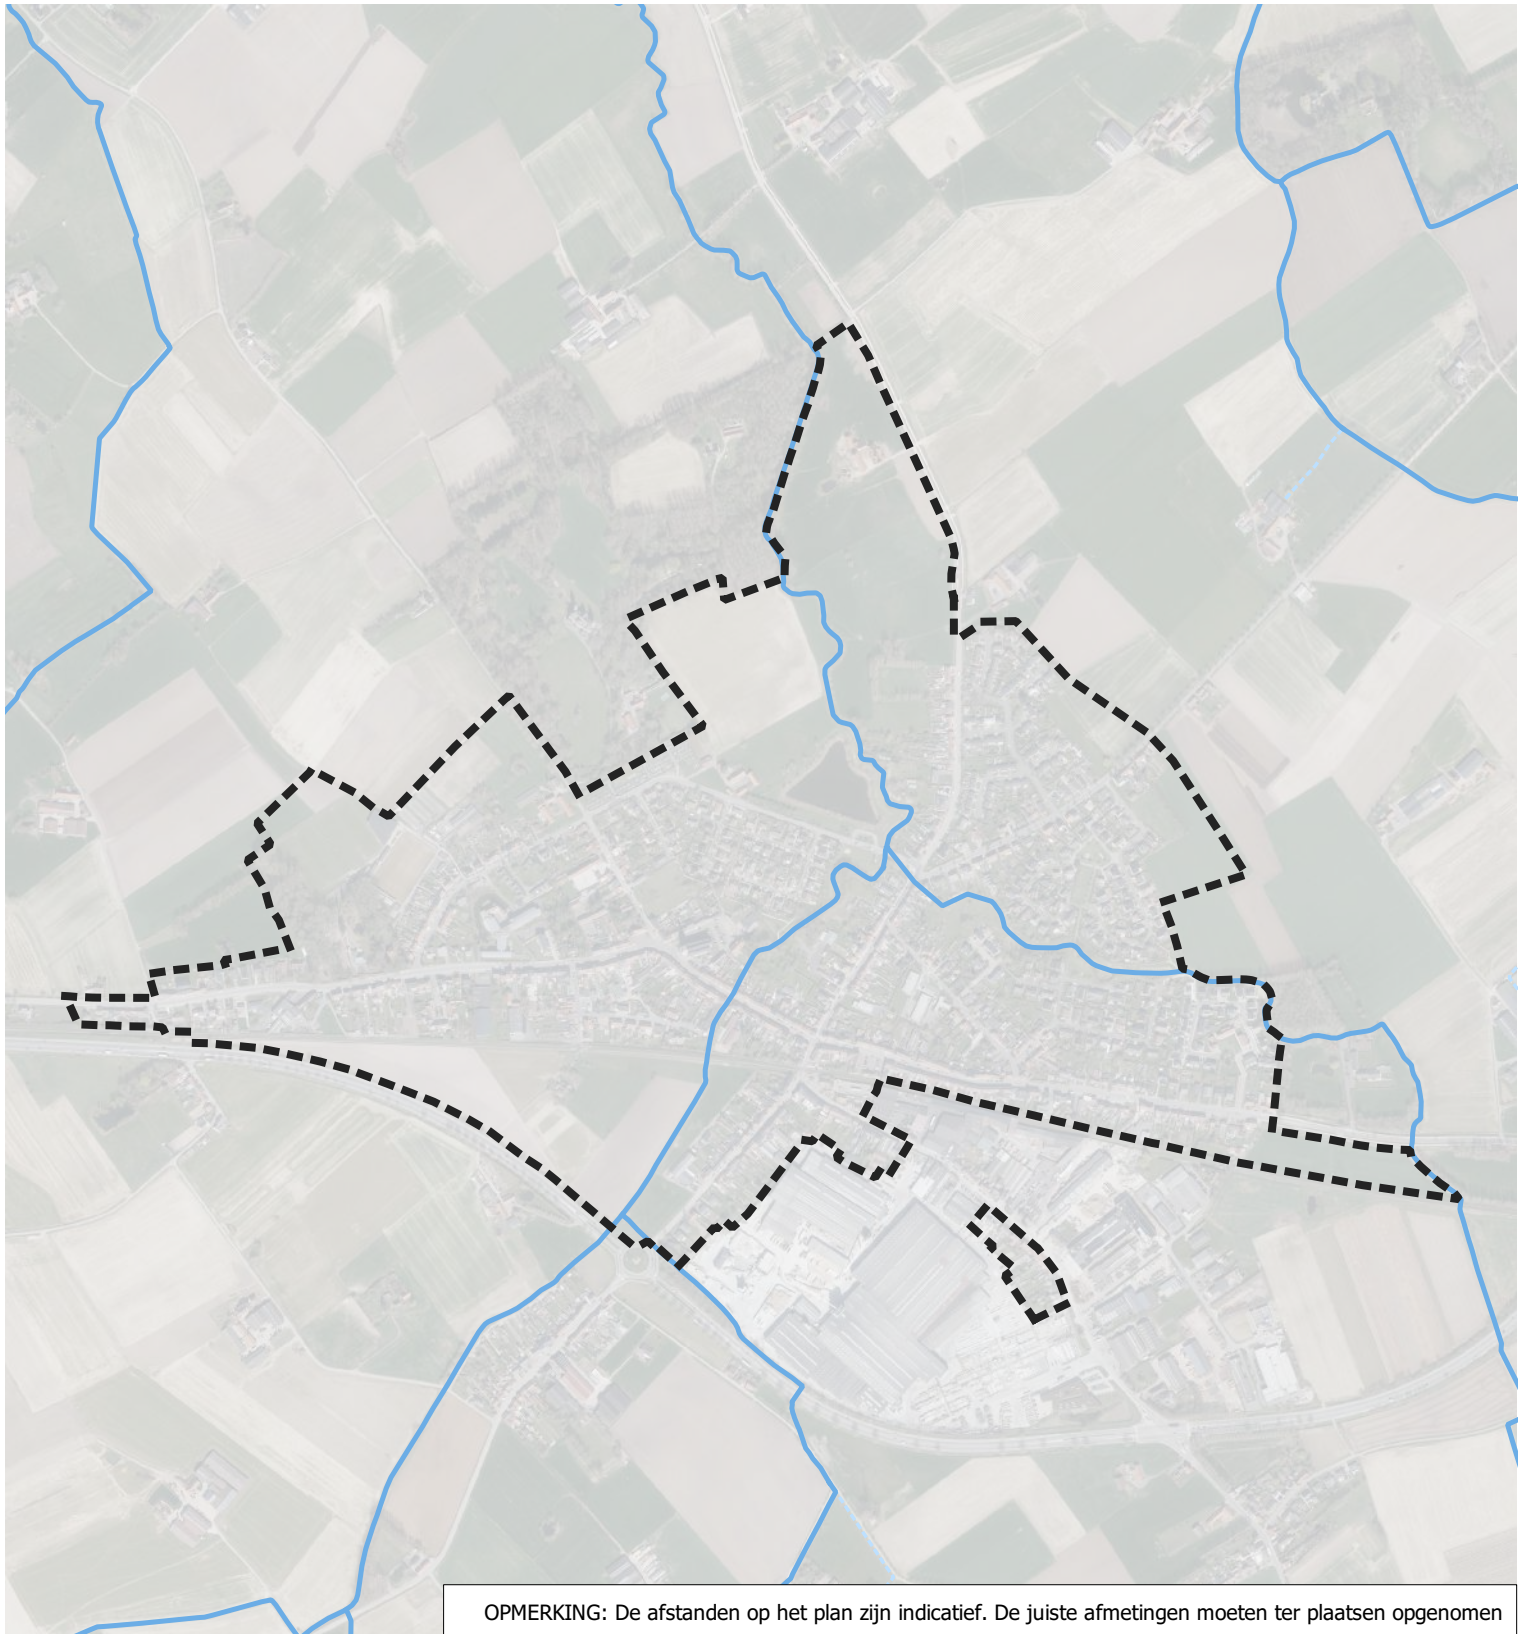 OPMERKING: De afstanden op het plan zijn indicatief. De juiste afmetingen moeten ter plaatsen opgenomen